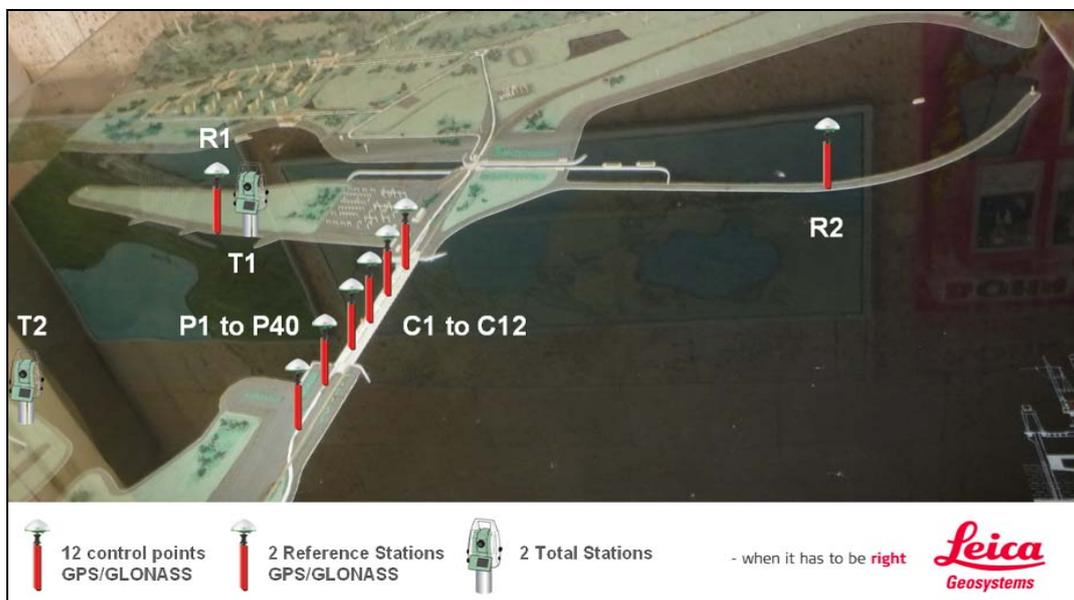 R1
T1
R2
T2
P1 to P40
C1 to C12
12 control points
GPS/GLONASS
2 Reference Stations
GPS/GLONASS
2 Total Stations
- when it has to be right
Leica
Geosystems